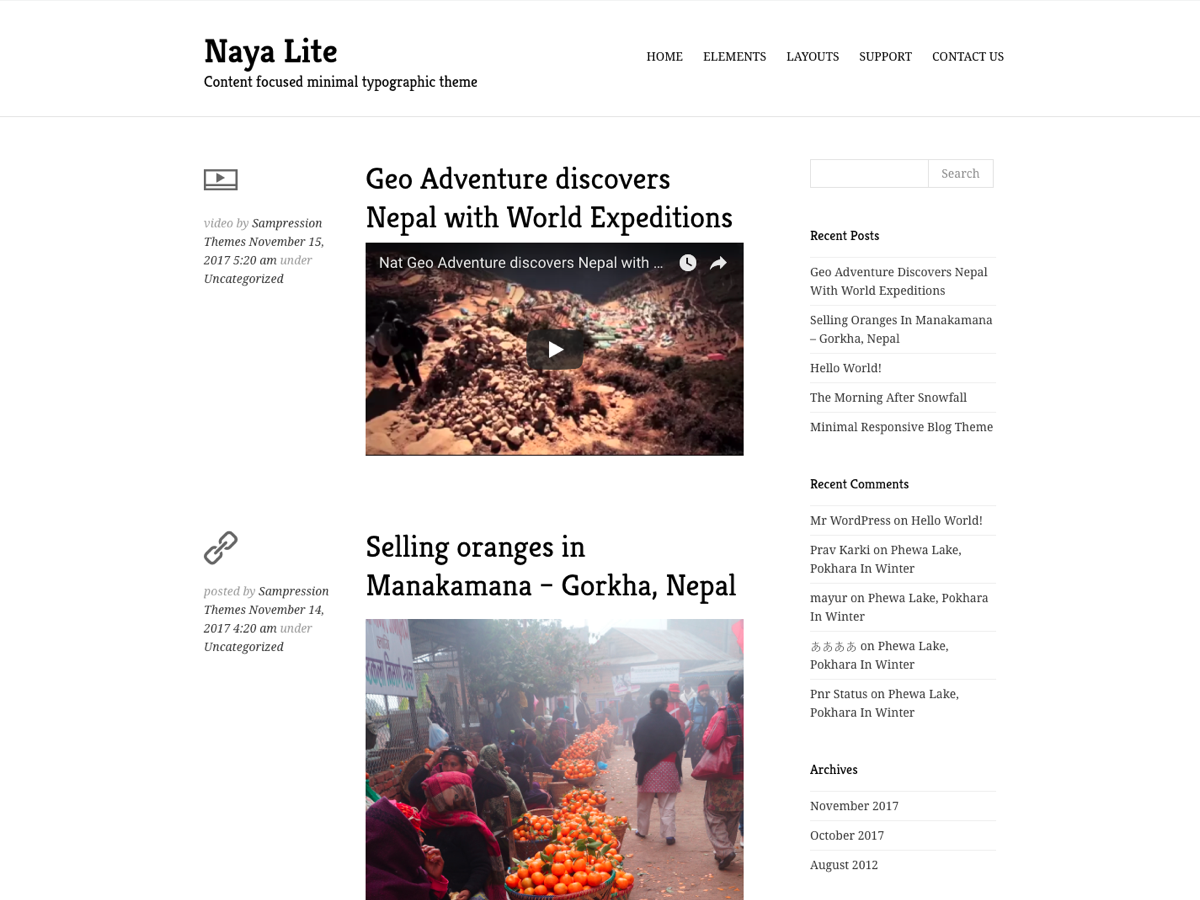 Naya Lite
Content focused minimal typographic theme
HOME ELEMENTS LAYOUTS SUPPORT CONTACT US
video by Sampression
Themes November 15,
2017 5:20 am under
Uncategorized
Geo Adventure discovers
Nepal with World Expeditions
Nat Geo Adventure discovers Nepal with ...
posted by Sampression
Themes November 14,
2017 4:20 am under
Uncategorized
Selling oranges in
Manakamana – Gorkha, Nepal
Search
Recent Posts
Geo Adventure Discovers Nepal
With World Expeditions
Selling Oranges In Manakamana
– Gorkha, Nepal
Hello World!
The Morning After Snowfall
Minimal Responsive Blog Theme
Recent Comments
Mr WordPress on Hello World!
Prav Karki on Phewa Lake,
Pokhara In Winter
mayur on Phewa Lake, Pokhara
In Winter
ああああ on Phewa Lake,
Pokhara In Winter
Pnr Status on Phewa Lake,
Pokhara In Winter
Archives
November 2017
October 2017
August 2012